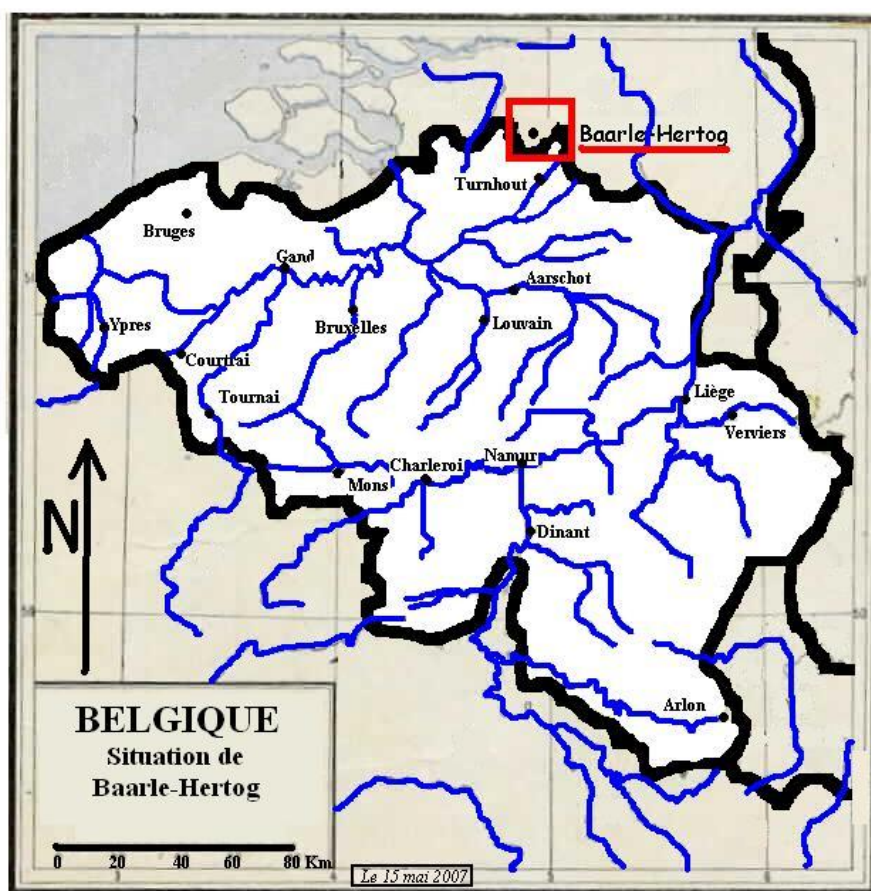 Baarle-Hertog
Turnhout
Bruges
Gand
Aarschot
Ypres
Bruxelles
Louvain
Courtrai
Tournai
Liège
Verviers
Charleroi
Namur
Mons
Dinant
N
Arlon
BELGIQUE
Situation de
Baarle-Hertog
0 20 40 60 80 Km
Le 15 mai 2007